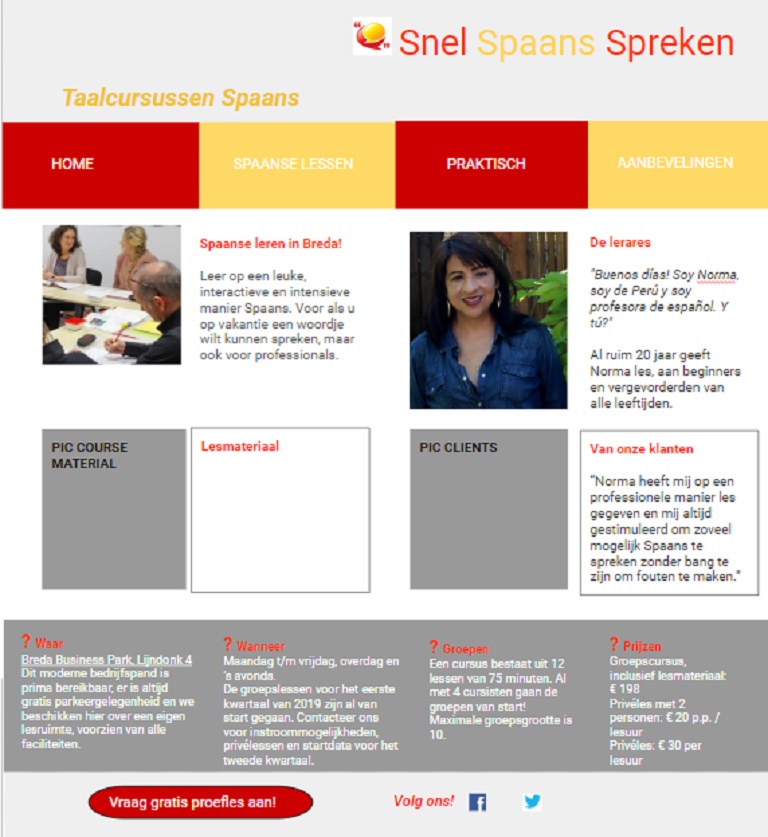 Snel Spaans Spreken
Taalcursussen Spaans
HOME
SPAANSE LESSEN
PRAKTISCH
AANBEVELINGEN
Spaanse leren in Breda!
Leer op een leuke,
interactieve en intensieve
manier Spaans. Voor als u
op vakantie een woordje
wilt kunnen spreken, maar
ook voor professionals.
De lerares
"Buenos días! Soy Norma,
soy de Perú y soy
profesora de español. Y
tú?"
Al ruim 20 jaar geeft
Norma les, aan beginners
en vergevorderden van
alle leeftijden.
PIC COURSE
MATERIAL
Lesmateriaal
PIC CLIENTS
Van onze klanten
"Norma heeft mij op een
professionele manier les
gegeven en mij altijd
gestimuleerd om zoveel
mogelijk Spaans te
spreken zonder bang te
zijn om fouten te maken."
? Waar
Breda Business Park, Lijndonk 4
Dit moderne bedrijfspand is
prima bereikbaar, er is altijd
gratis parkeergelegenheid en we
beschikken hier over een eigen
lesruimte, voorzien van alle
faciliteiten.
? Wanneer
Maandag t/m vrijdag, overdag en
's avonds.
De groepslessen voor het eerste
kwartaal van 2019 zijn al van
start gegaan. Contacteer ons
voor instroommogelijkheden,
privélessen en startdata voor het
tweede kwartaal.
? Groepen
Een cursus bestaat uit 12
lessen van 75 minuten. Al
met 4 cursisten gaan de
groepen van start!
Maximale groepsgrootte is
10.
? Prijzen
Groepscursus,
inclusief lesmateriaal:
€ 198
Privéles met 2
personen: € 20 p.p. /
lesuur
Privéles: € 30 per
lesuur
Vraag gratis proefles aan!
Volg ons!